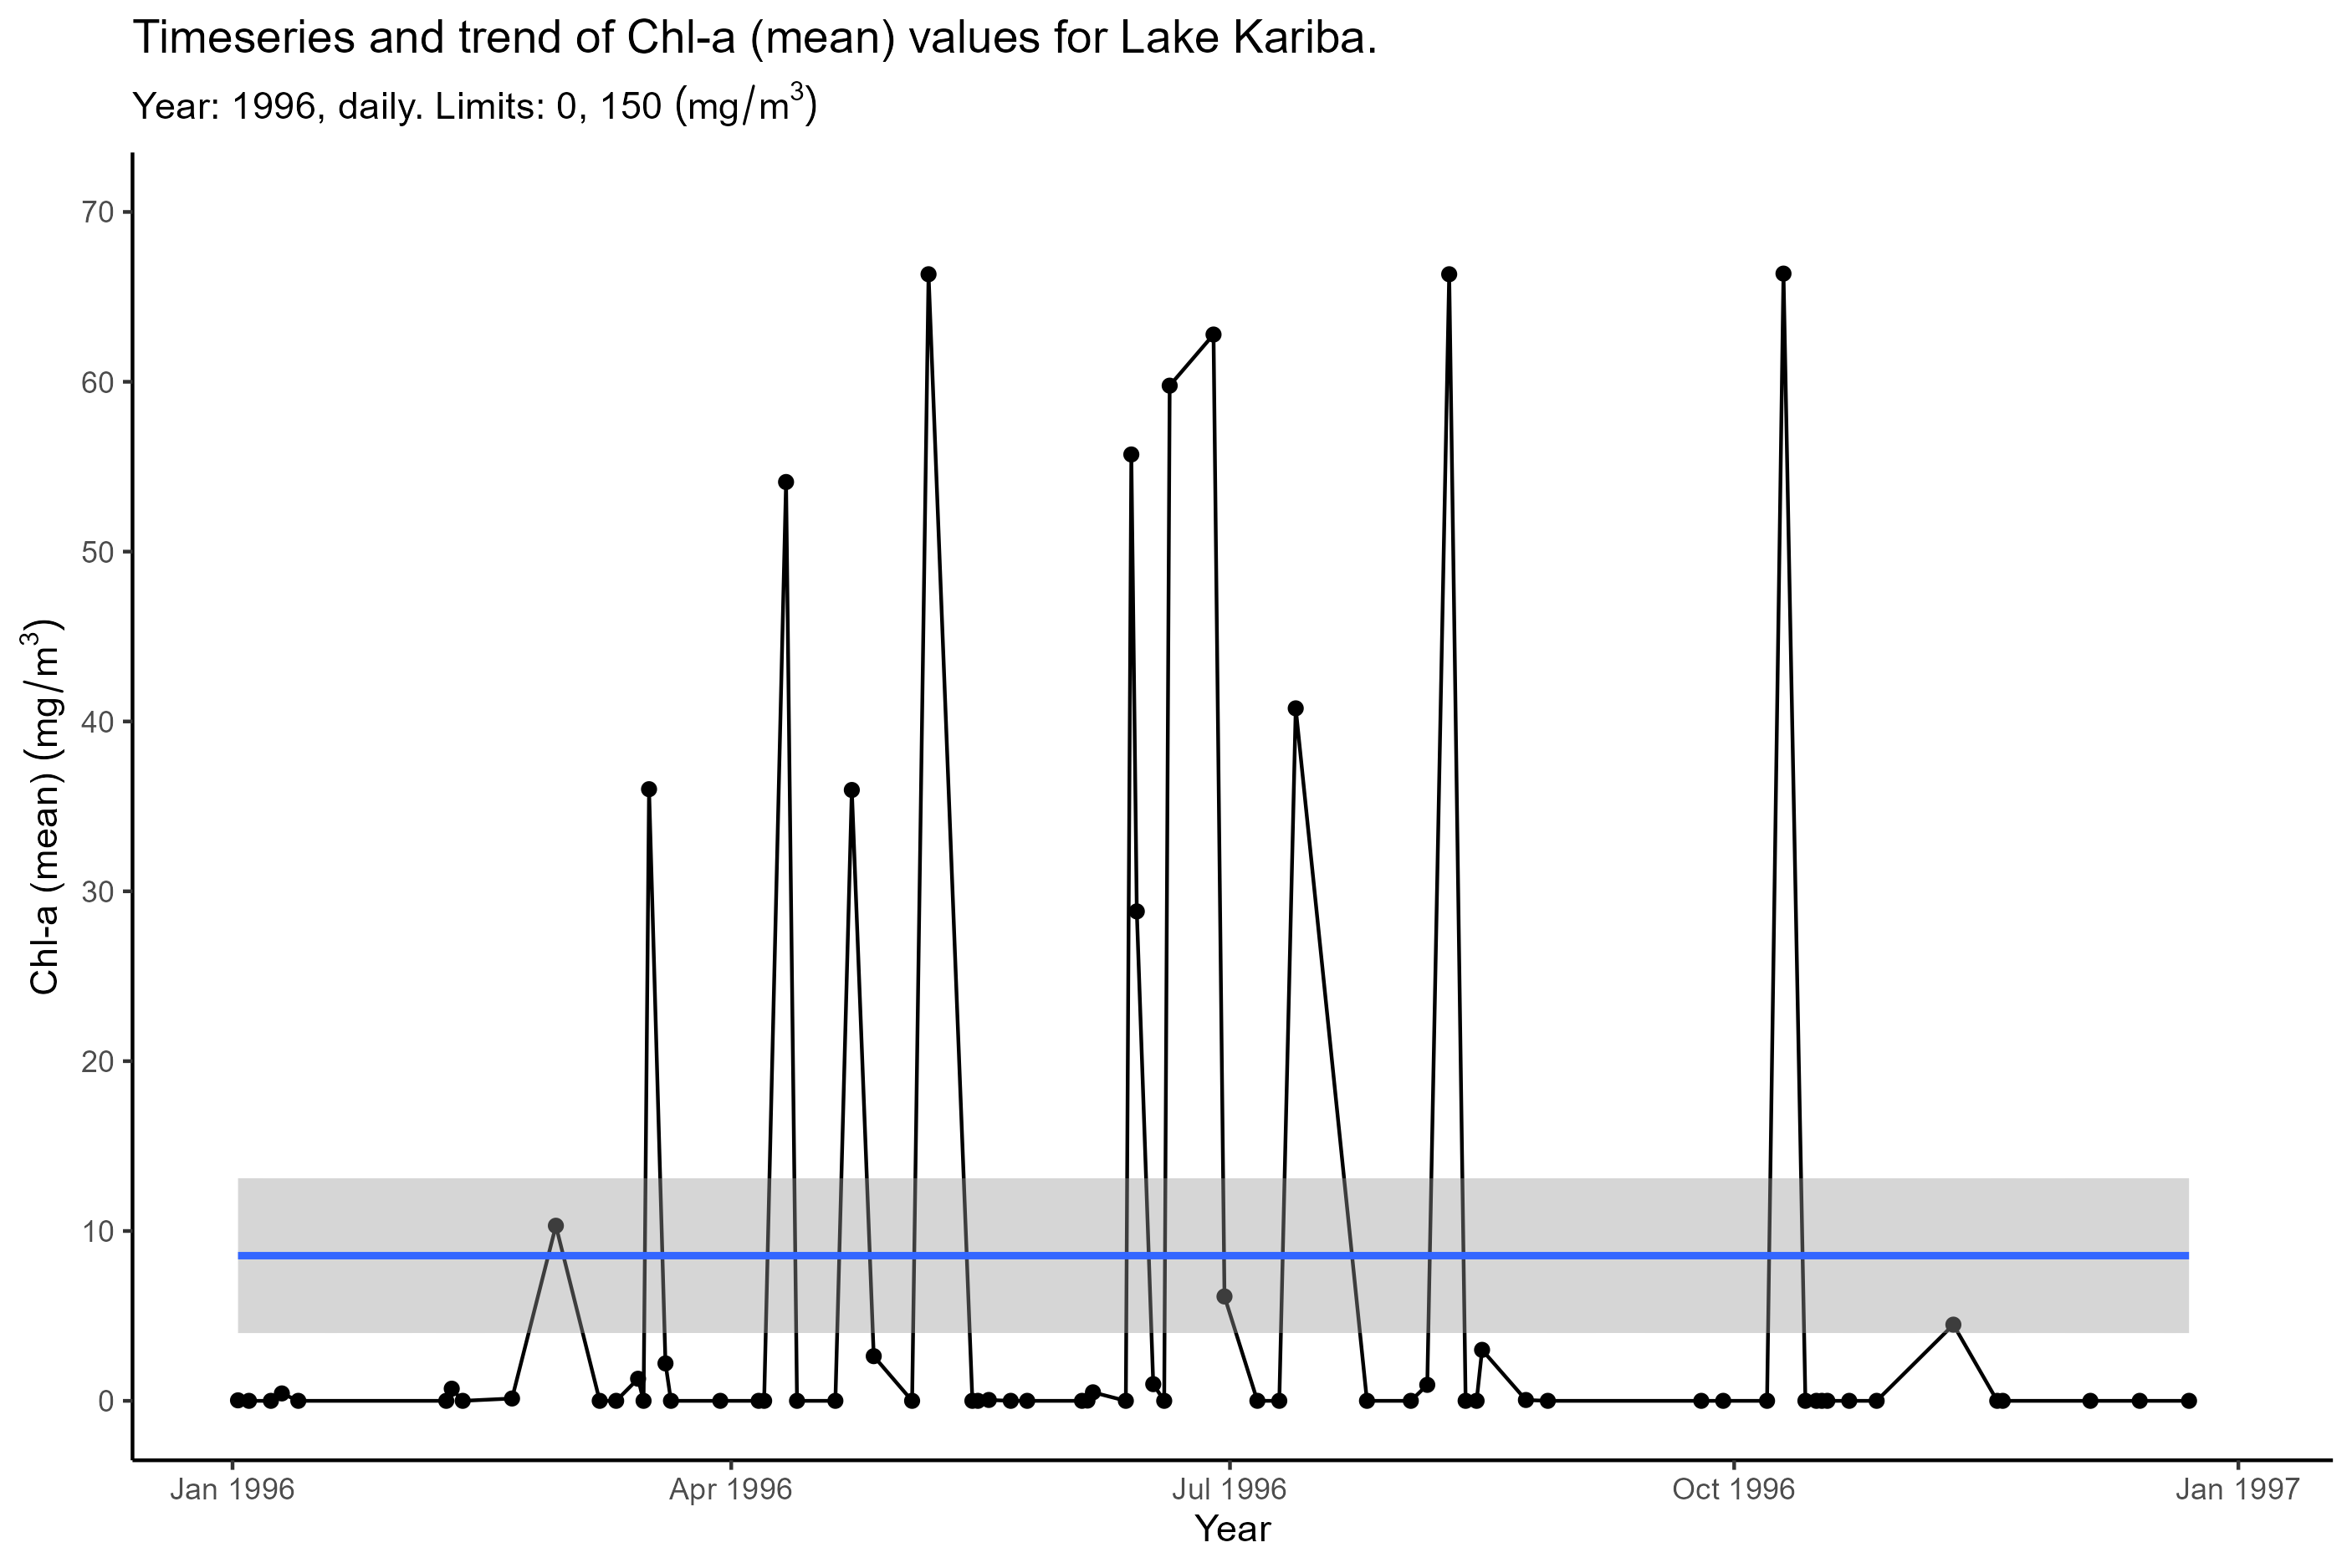 Timeseries and trend of Chl-a (mean) values for Lake Kariba.
Year: 1996, daily. Limits: 0, 150 (mg/m³)
Chl-a (mean) (mg/m³)
70
60
50
40
30
20
10
0
Jan 1996 Apr 1996 Jul 1996 Oct 1996 Jan 1997
Year